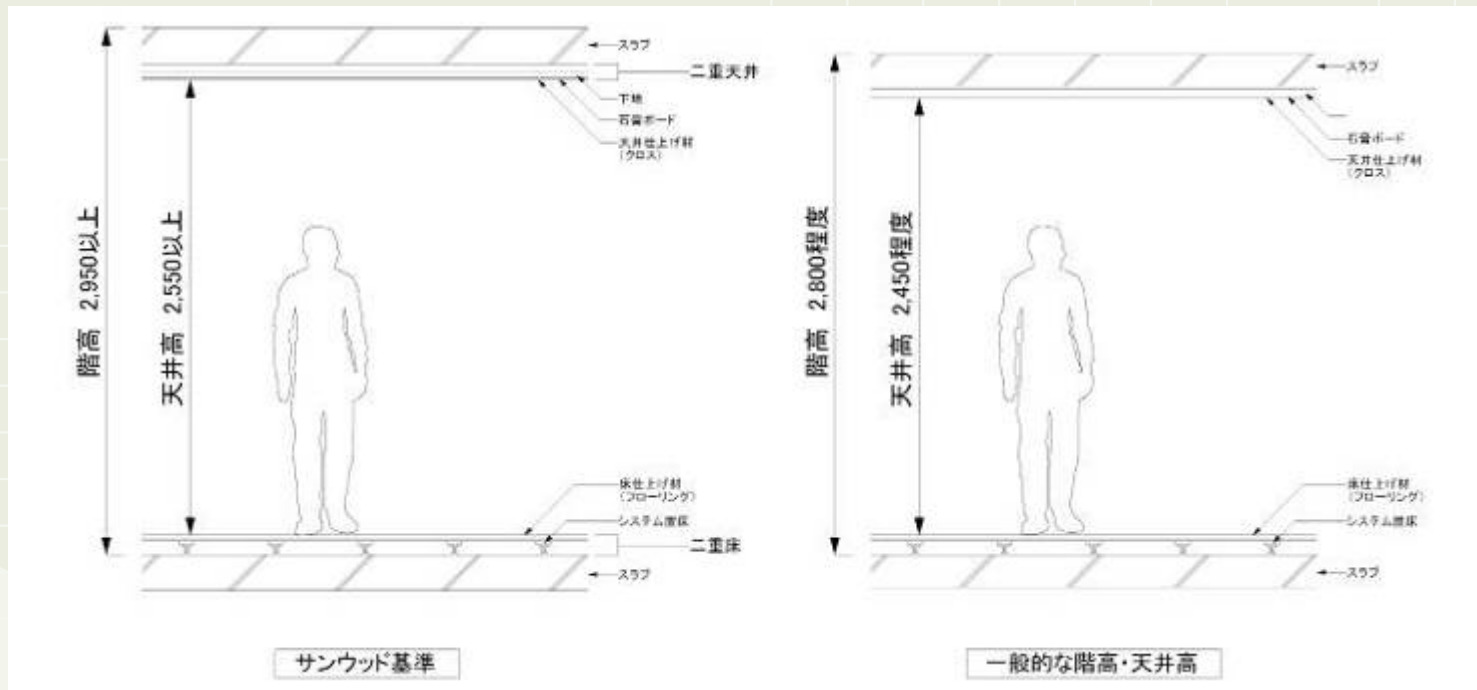 スラブ
二重天井
下地
石膏ボード
天井仕上げ材
(クロス)
階高 2,950以上
天井高 2,550以上
床仕上げ材
(フローリング)
システム置床
二重床
スラブ
サンウッド基準
スラブ
石膏ボード
天井仕上げ材
(クロス)
階高 2,800程度
天井高 2,450程度
床仕上げ材
(フローリング)
システム置床
スラブ
一般的な階高・天井高